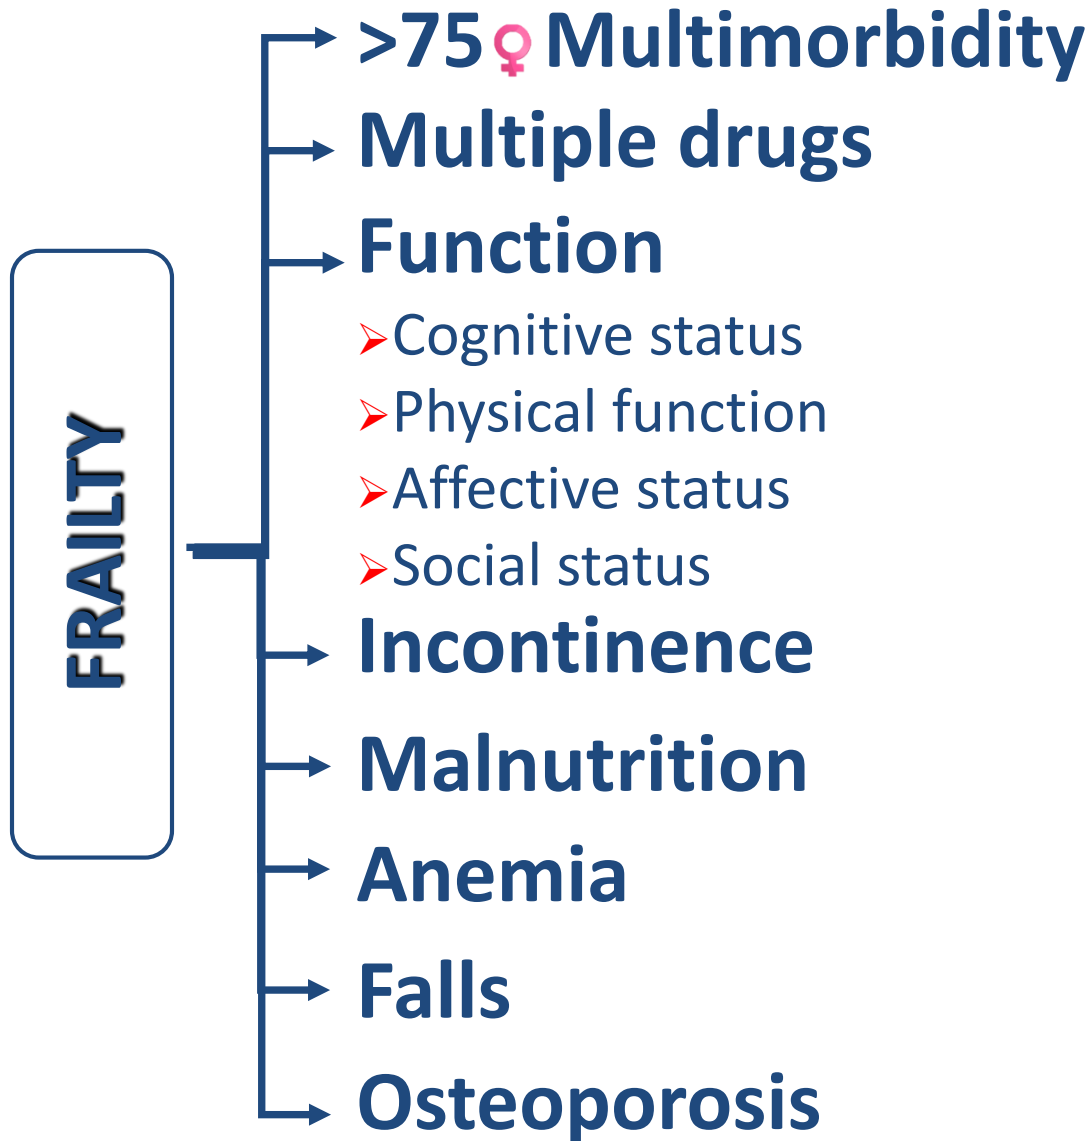 FRAILTY
>75♀ Multimorbidity
Multiple drugs
Function
➢Cognitive status
➢Physical function
➢Affective status
➢Social status
Incontinence
Malnutrition
Anemia
Falls
Osteoporosis